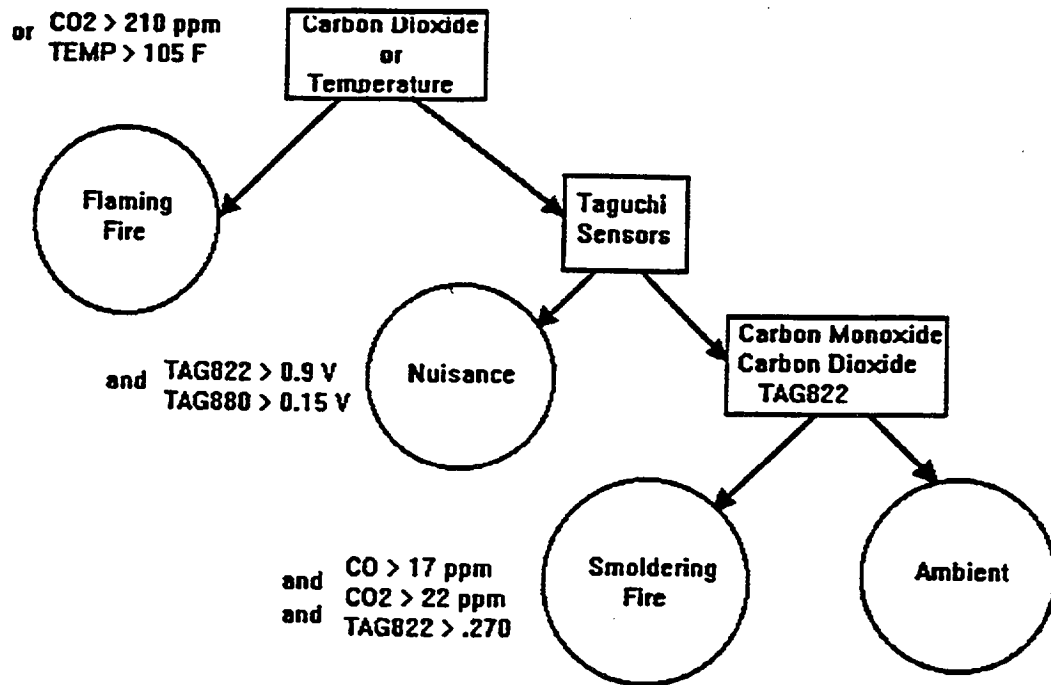 or CO2 > 210 ppm
TEMP > 105 F
Carbon Dioxide
or
Temperature
Flaming
Fire
Taguchi
Sensors
and TAG822 > 0.9 V
TAG880 > 0.15 V
Nuisance
Carbon Monoxide
Carbon Dioxide
TAG822
and CO > 17 ppm
CO2 > 22 ppm
and TAG822 > .270
Smoldering
Fire
Ambient